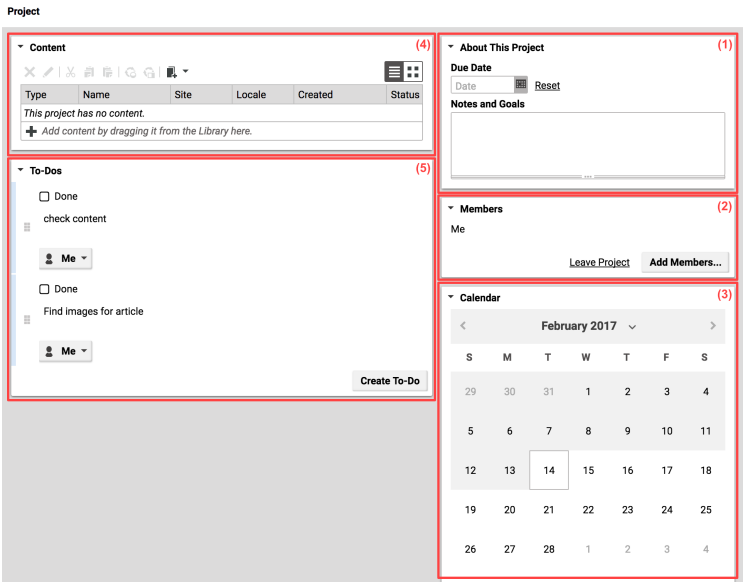 Project
Content (4)
Type Name Site Locale Created Status
This project has no content.
Add content by dragging it from the Library here.
To-Dos (5)
Done
check content
Me
Done
Find images for article
Me
Create To-Do
About This Project (1)
Due Date
Date Reset
Notes and Goals
Members (2)
Me
Leave Project Add Members...
Calendar (3)
February 2017
S M T W T F S
29 30 31 1 2 3 4
5 6 7 8 9 10 11
12 13 14 15 16 17 18
19 20 21 22 23 24 25
26 27 28 1 2 3 4